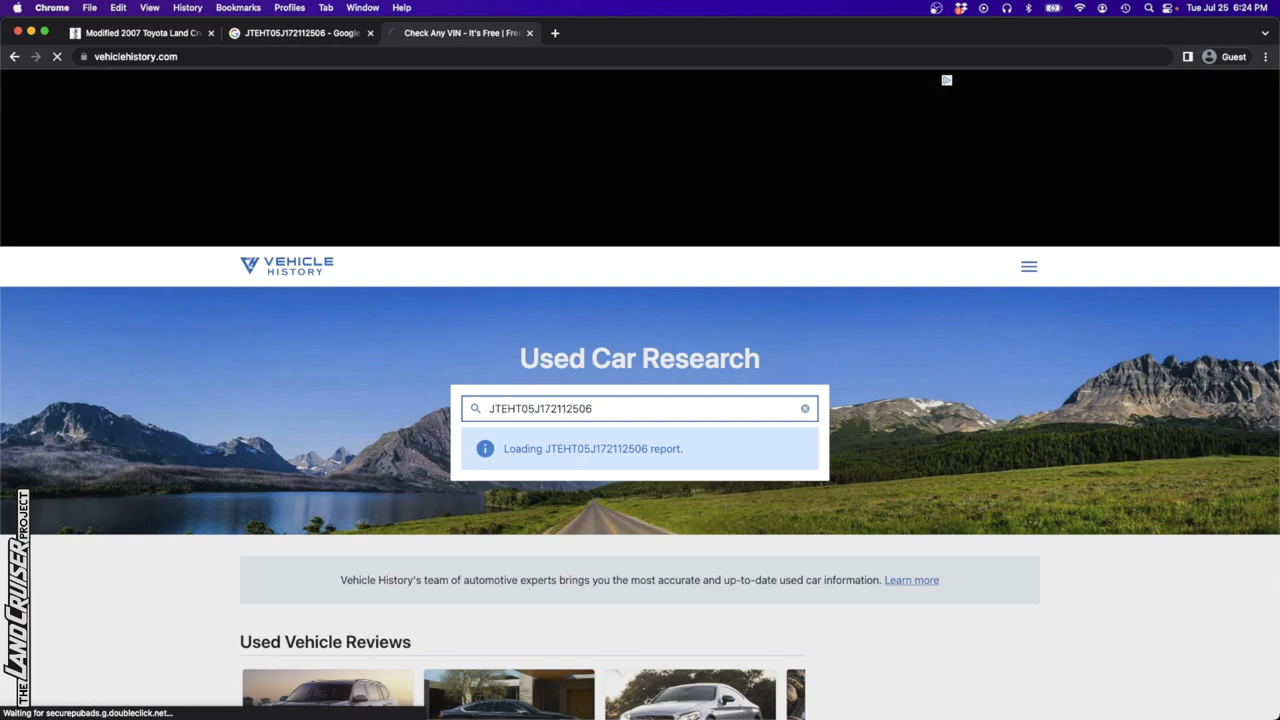 Chrome File Edit View History Bookmarks Profiles Tab Window Help Tue Jul 25 6:24 PM
Modified 2007 Toyota Land Cru JTEHT05J172112506 - Google Check Any VIN - It's Free | Free
vehiclehistory.com Guest
VEHICLE
HISTORY
Used Car Research
JTEHT05J172112506
Loading JTEHT05J172112506 report.
THE LAND CRUISER PROJECT
Vehicle History's team of automotive experts brings you the most accurate and up-to-date used car information. Learn more
Used Vehicle Reviews
Waiting for securepubads.g.doubleclick.net...